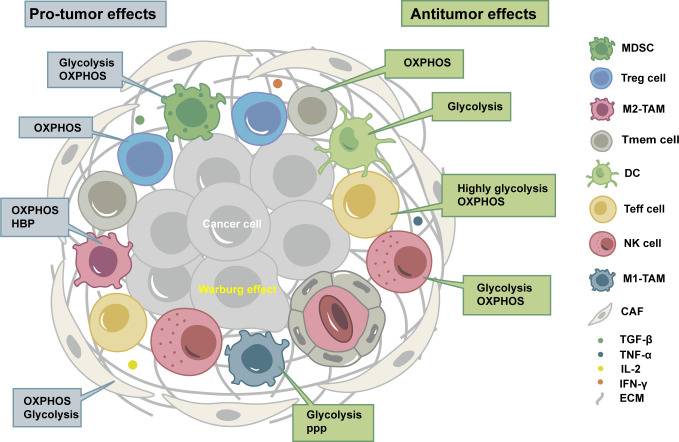 Pro-tumor effects
Antitumor effects
Glycolysis
OXPHOS
OXPHOS
OXPHOS
HBP
OXPHOS
Glycolysis
OXPHOS
Glycolysis
Highly glycolysis
OXPHOS
Glycolysis
OXPHOS
Glycolysis
ppp
Cancer cell
Warburg effect
MDSC
Treg cell
M2-TAM
Tmem cell
DC
Teff cell
NK cell
M1-TAM
CAF
TGF-β
TNF-α
IL-2
IFN-γ
ECM